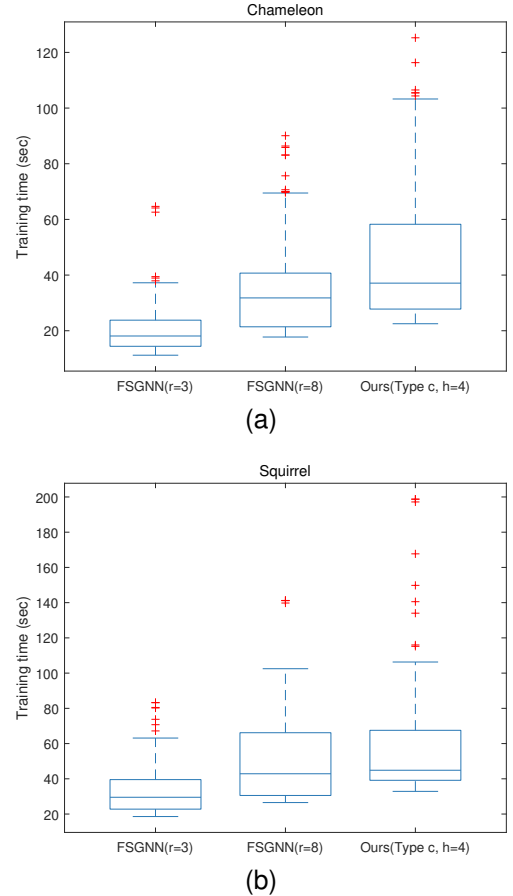 Chameleon
Training time (sec)
120
100
80
60
40
20
FSGNN(r=3) FSGNN(r=8) Ours(Type c, h=4)
(a)
Squirrel
Training time (sec)
200
180
160
140
120
100
80
60
40
20
FSGNN(r=3) FSGNN(r=8) Ours(Type c, h=4)
(b)